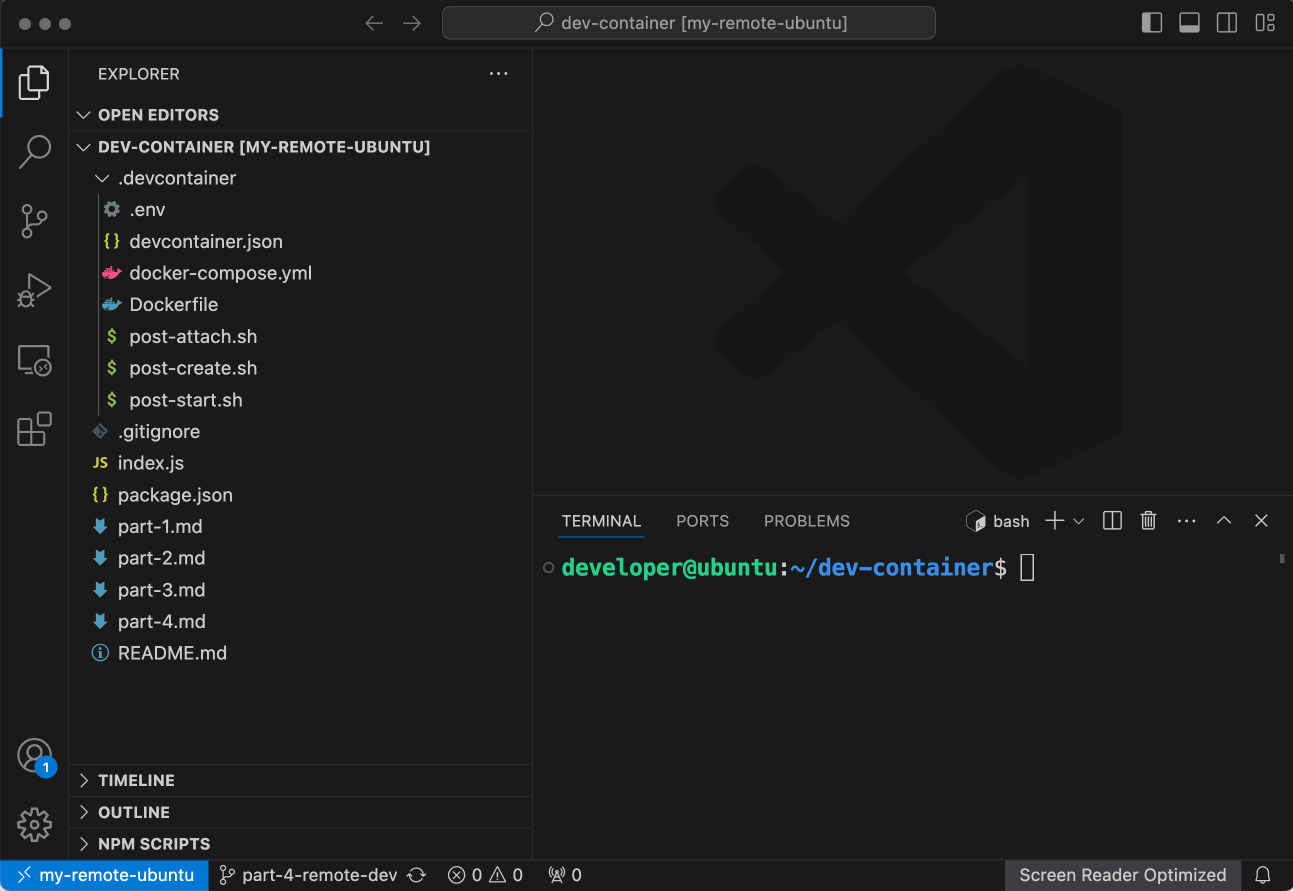 dev-container [my-remote-ubuntu]
EXPLORER
OPEN EDITORS
DEV-CONTAINER [MY-REMOTE-UBUNTU]
.devcontainer
.env
{} devcontainer.json
docker-compose.yml
Dockerfile
$ post-attach.sh
$ post-create.sh
$ post-start.sh
.gitignore
JS index.js
{} package.json
part-1.md
part-2.md
part-3.md
part-4.md
README.md
TIMELINE
OUTLINE
NPM SCRIPTS
1
TERMINAL PORTS PROBLEMS bash
developer@ubuntu:~/dev-container$
my-remote-ubuntu part-4-remote-dev 0 0 0 Screen Reader Optimized